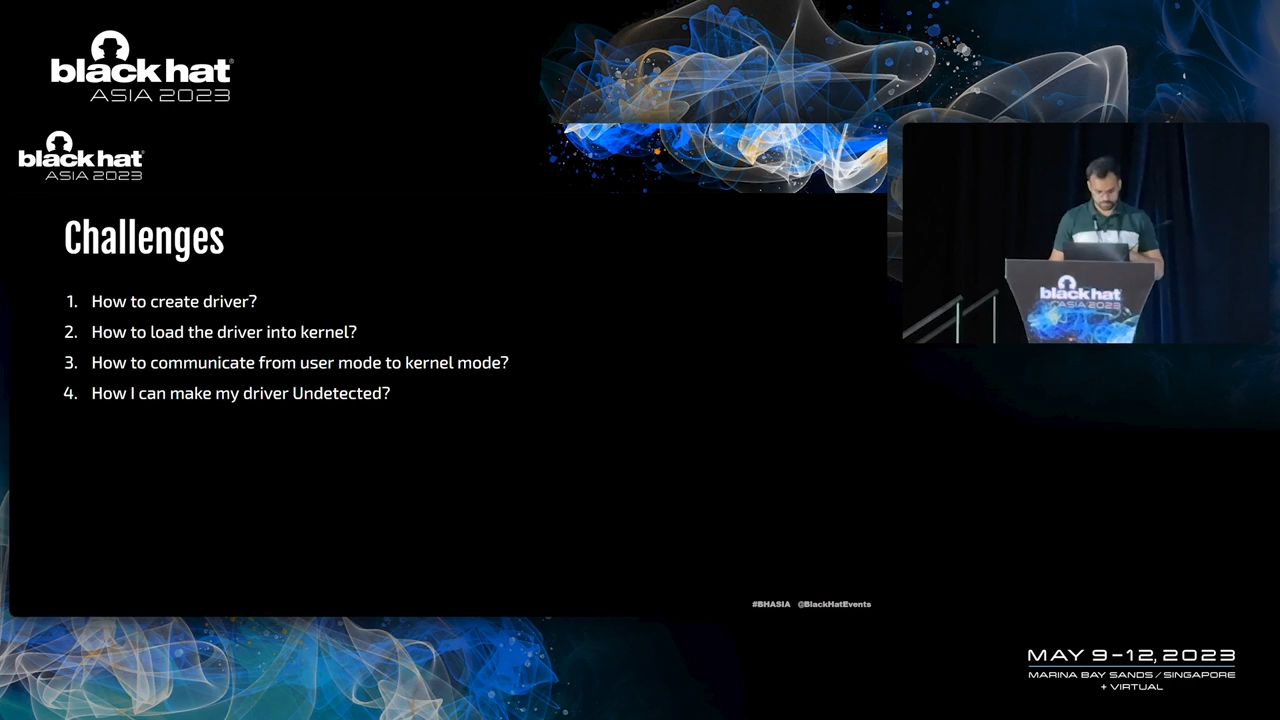 black hat®
ASIA 2023
black hat®
ASIA 2023
Challenges
1. How to create driver?
2. How to load the driver into kernel?
3. How to communicate from user mode to kernel mode?
4. How I can make my driver Undetected?
#BHASIA @BlackHatEvents
black hat
ASIA 2023
MAY 9-12, 2023
MARINA BAY SANDS / SINGAPORE
+ VIRTUAL